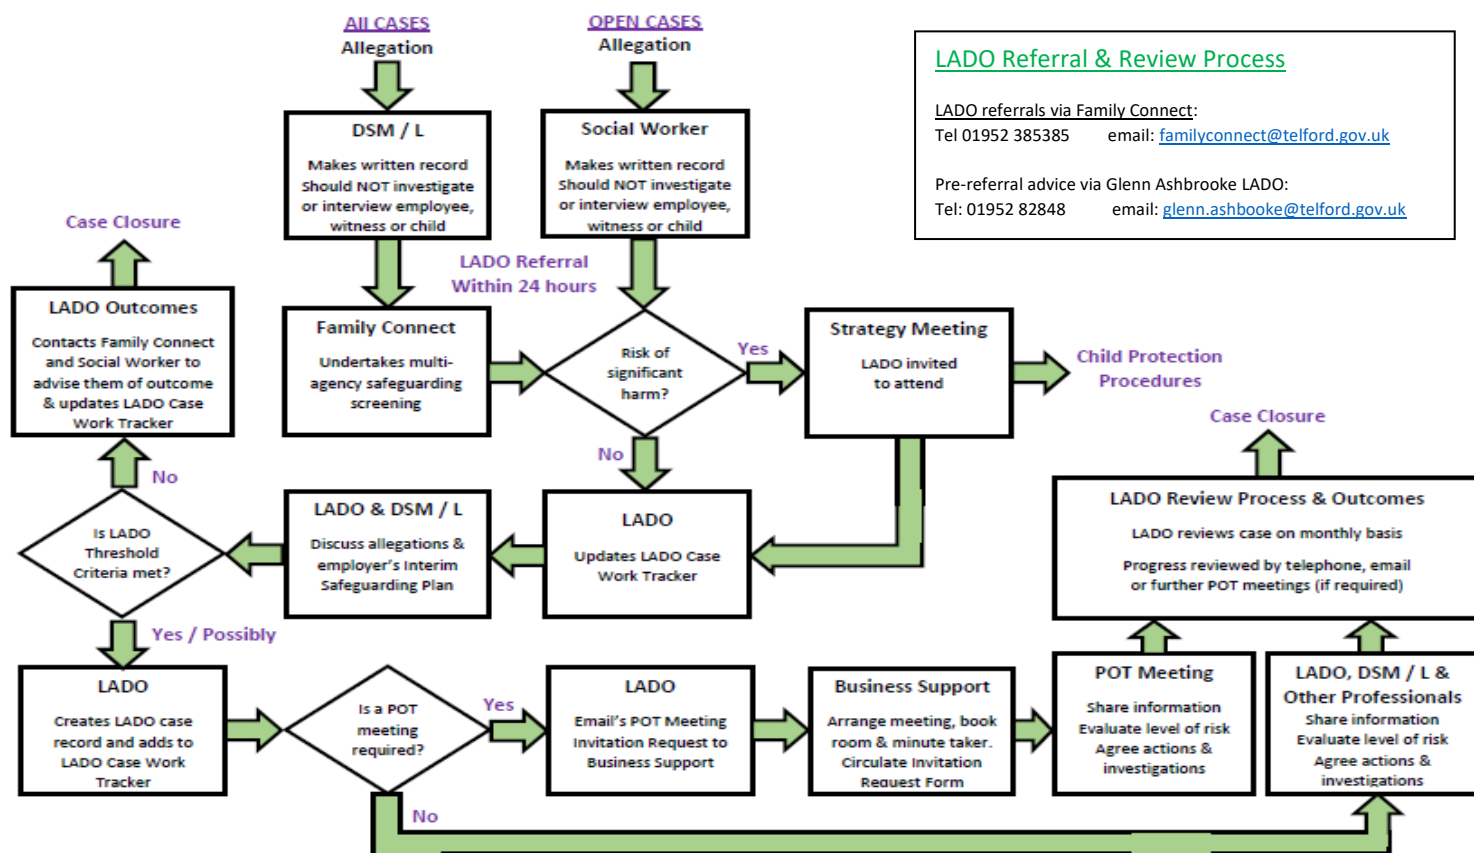 All CASES
Allegation
OPEN CASES
Allegation
LADO Referral & Review Process
LADO referrals via Family Connect:
Tel 01952 385385 email: familyconnect@telford.gov.uk
Pre-referral advice via Glenn Ashbrooke LADO:
Tel: 01952 82848 email: glenn.ashbooke@telford.gov.uk
DSM / L
Makes written record
Should NOT investigate
or interview employee,
witness or child
Social Worker
Makes written record
Should NOT investigate
or interview employee,
witness or child
LADO Referral
Within 24 hours
Case Closure
LADO Outcomes
Contacts Family Connect
and Social Worker to
advise them of outcome
& updates LADO Case
Work Tracker
Family Connect
Undertakes multi-
agency safeguarding
screening
Risk of
significant
harm?
Yes
Strategy Meeting
LADO invited
to attend
Child Protection
Procedures
No
No
Is LADO
Threshold
Criteria met?
LADO & DSM / L
Discuss allegations &
employer's Interim
Safeguarding Plan
LADO
Updates LADO Case
Work Tracker
Case Closure
LADO Review Process & Outcomes
LADO reviews case on monthly basis
Progress reviewed by telephone, email
or further POT meetings (if required)
Yes / Possibly
LADO
Creates LADO case
record and adds to
LADO Case Work
Tracker
Is a POT
meeting
required?
Yes
No
LADO
Email's POT Meeting
Invitation Request to
Business Support
Business Support
Arrange meeting, book
room & minute taker.
Circulate Invitation
Request Form
POT Meeting
Share information
Evaluate level of risk
Agree actions &
investigations
LADO, DSM / L &
Other Professionals
Share information
Evaluate level of risk
Agree actions &
investigations